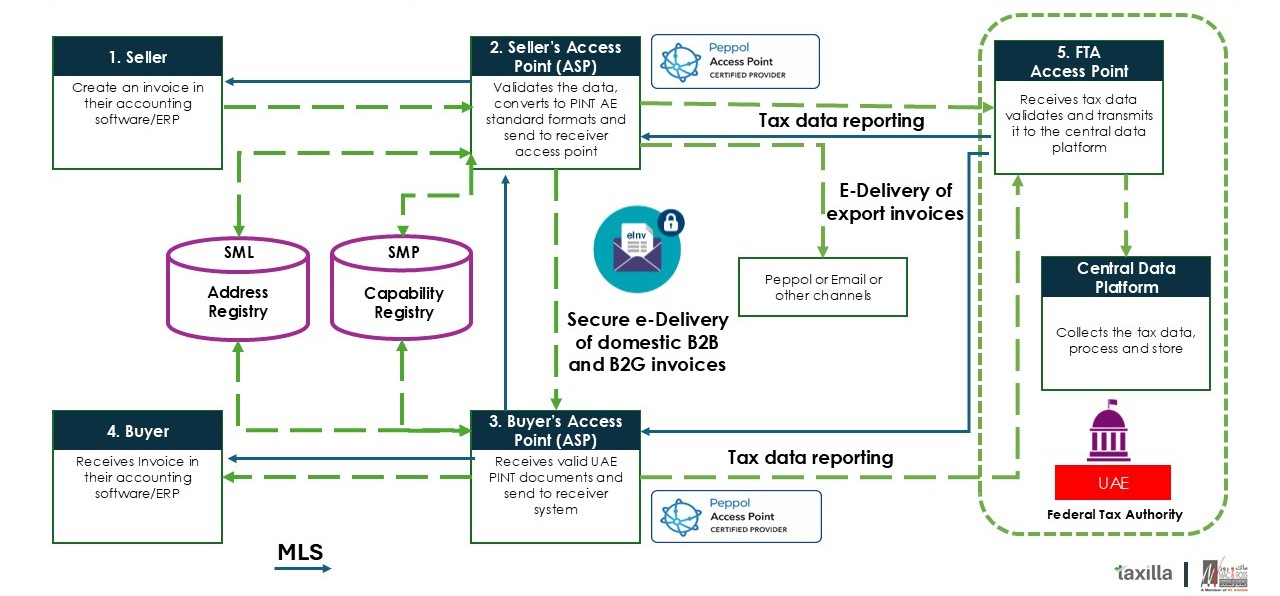 1. Seller
Create an invoice in
their accounting
software/ERP
2. Seller's Access
Point (ASP)
Validates the data,
converts to PINT AE
standard formats and
send to receiver
access point
Peppol
Access Point
CERTIFIED PROVIDER
5. FTA
Access Point
Receives tax data
validates and transmits
it to the central data
platform
Tax data reporting
E-Delivery of
export invoices
SML
Address
Registry
SMP
Capability
Registry
eInv
Secure e-Delivery
of domestic B2B
and B2G invoices
Peppol or Email or
other channels
Central Data
Platform
Collects the tax data,
process and store
4. Buyer
Receives Invoice in
their accounting
software/ERP
3. Buyer's Access
Point (ASP)
Receives valid UAE
PINT documents and
send to receiver
system
Tax data reporting
Peppol
Access Point
CERTIFIED PROVIDER
UAE
Federal Tax Authority
MLS
taxilla